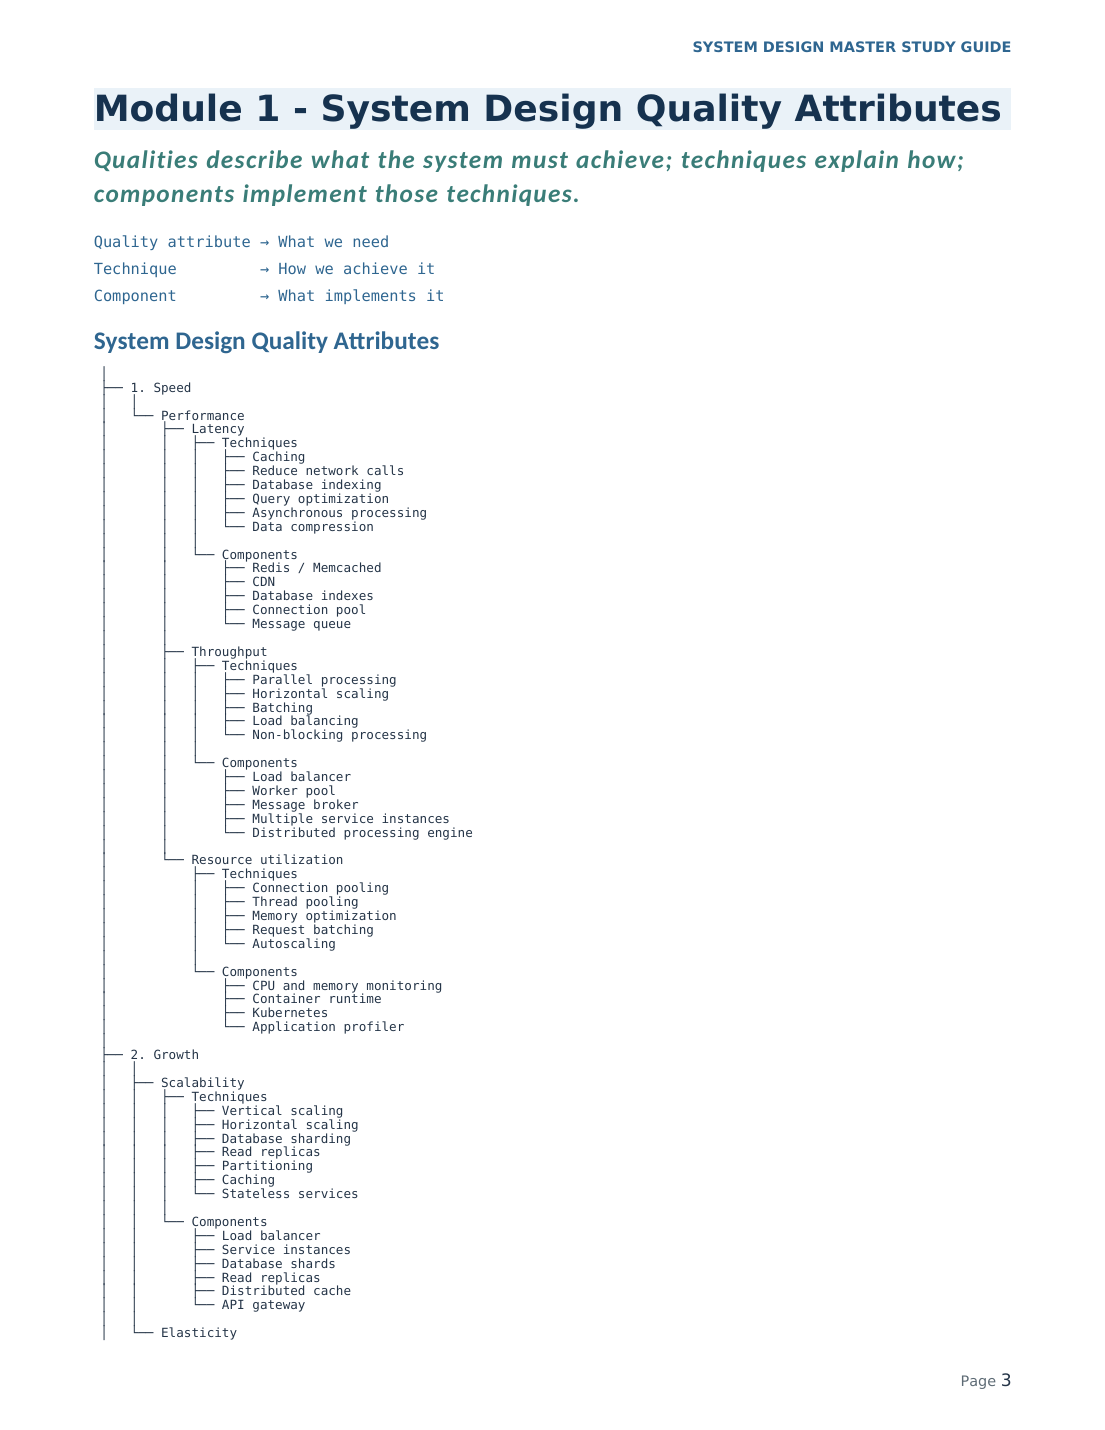 SYSTEM DESIGN MASTER STUDY GUIDE
Module 1 - System Design Quality Attributes
Qualities describe what the system must achieve; techniques explain how;
components implement those techniques.
Quality attribute → What we need
Technique → How we achieve it
Component → What implements it
System Design Quality Attributes
│
├── 1. Speed
│   │
│   └── Performance
│       ├── Latency
│       │   ├── Techniques
│       │   │   ├── Caching
│       │   │   ├── Reduce network calls
│       │   │   ├── Database indexing
│       │   │   ├── Query optimization
│       │   │   ├── Asynchronous processing
│       │   │   └── Data compression
│       │   │
│       │   └── Components
│       │       ├── Redis / Memcached
│       │       ├── CDN
│       │       ├── Database indexes
│       │       ├── Connection pool
│       │       └── Message queue
│       │
│       ├── Throughput
│       │   ├── Techniques
│       │   │   ├── Parallel processing
│       │   │   ├── Horizontal scaling
│       │   │   ├── Batching
│       │   │   ├── Load balancing
│       │   │   └── Non-blocking processing
│       │   │
│       │   └── Components
│       │       ├── Load balancer
│       │       ├── Worker pool
│       │       ├── Message broker
│       │       ├── Multiple service instances
│       │       └── Distributed processing engine
│       │
│       └── Resource utilization
│           ├── Techniques
│           │   ├── Connection pooling
│           │   ├── Thread pooling
│           │   ├── Memory optimization
│           │   ├── Request batching
│           │   └── Autoscaling
│           │
│           └── Components
│               ├── CPU and memory monitoring
│               ├── Container runtime
│               ├── Kubernetes
│               └── Application profiler
│
├── 2. Growth
│   │
│   ├── Scalability
│   │   ├── Techniques
│   │   │   ├── Vertical scaling
│   │   │   ├── Horizontal scaling
│   │   │   ├── Database sharding
│   │   │   ├── Read replicas
│   │   │   ├── Partitioning
│   │   │   ├── Caching
│   │   │   └── Stateless services
│   │   │
│   │   └── Components
│   │       ├── Load balancer
│   │       ├── Service instances
│   │       ├── Database shards
│   │       ├── Read replicas
│   │       ├── Distributed cache
│   │       └── API gateway
│   │
│   └── Elasticity
Page 3